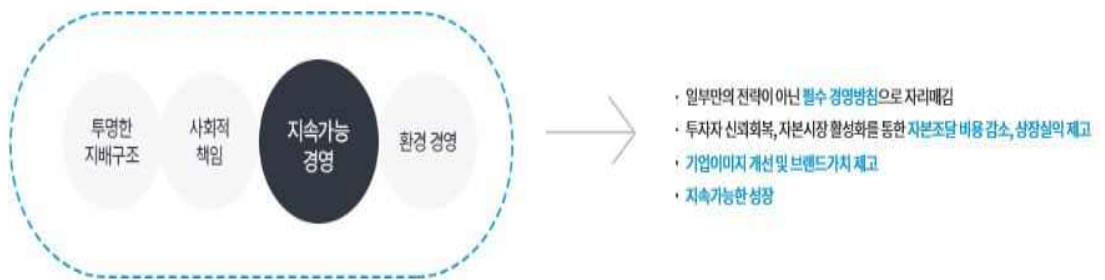 투명한
지배구조
사회적
책임
지속가능
경영
환경 경영
· 일부만의 전략이 아닌 필수 경영방침으로 자리매김
· 투자자 신뢰회복, 자본시장 활성화를 통한 자본조달 비용 감소, 상장실익 제고
· 기업이미지 개선 및 브랜드가치 제고
· 지속가능한 성장